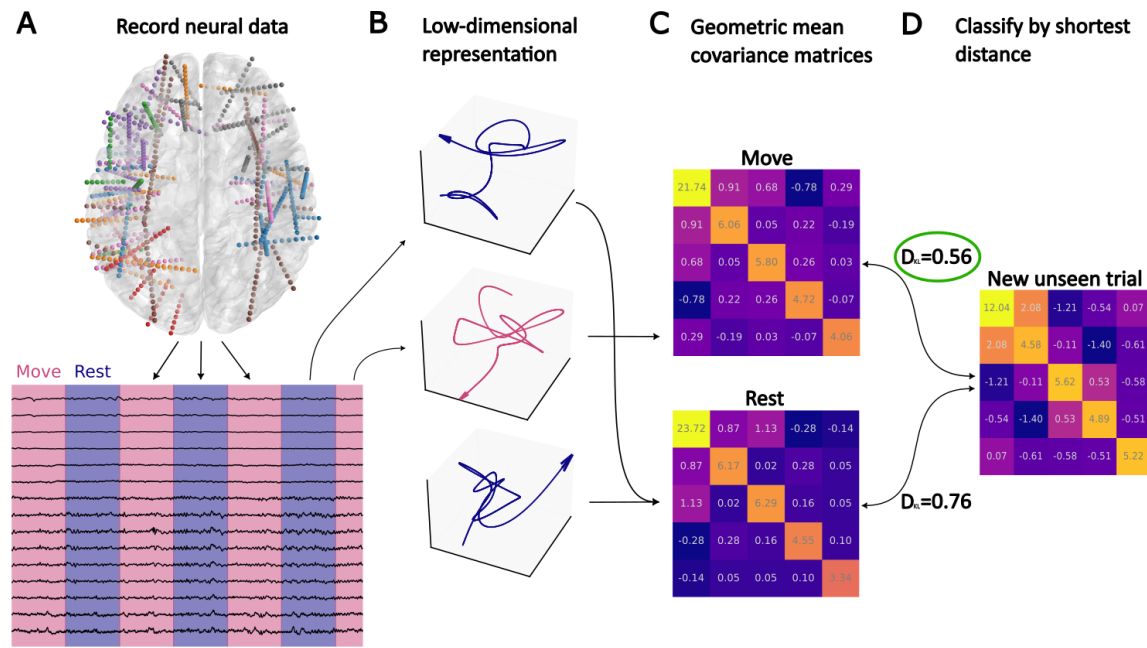 A
Record neural data
B
Low-dimensional
representation
C
Geometric mean
covariance matrices
D
Classify by shortest
distance
Move Rest
Move
21.74 0.91 0.68 -0.78 0.29
0.91 6.06 0.05 0.22 -0.19
0.68 0.05 5.80 0.26 0.03
-0.78 0.22 0.26 4.72 -0.07
0.29 -0.19 0.03 -0.07 4.06
Rest
23.72 0.87 1.13 -0.28 -0.14
0.87 6.17 0.02 0.28 0.05
1.13 0.02 6.29 0.16 0.05
-0.28 0.28 0.16 4.55 0.10
-0.14 0.05 0.05 0.10 3.34
DKL=0.56
DKL=0.76
New unseen trial
12.04 2.08 -1.21 -0.54 0.07
2.08 4.58 -0.11 -1.40 -0.61
-1.21 -0.11 5.62 0.53 -0.58
-0.54 -1.40 0.53 4.89 -0.51
0.07 -0.61 -0.58 -0.51 5.22